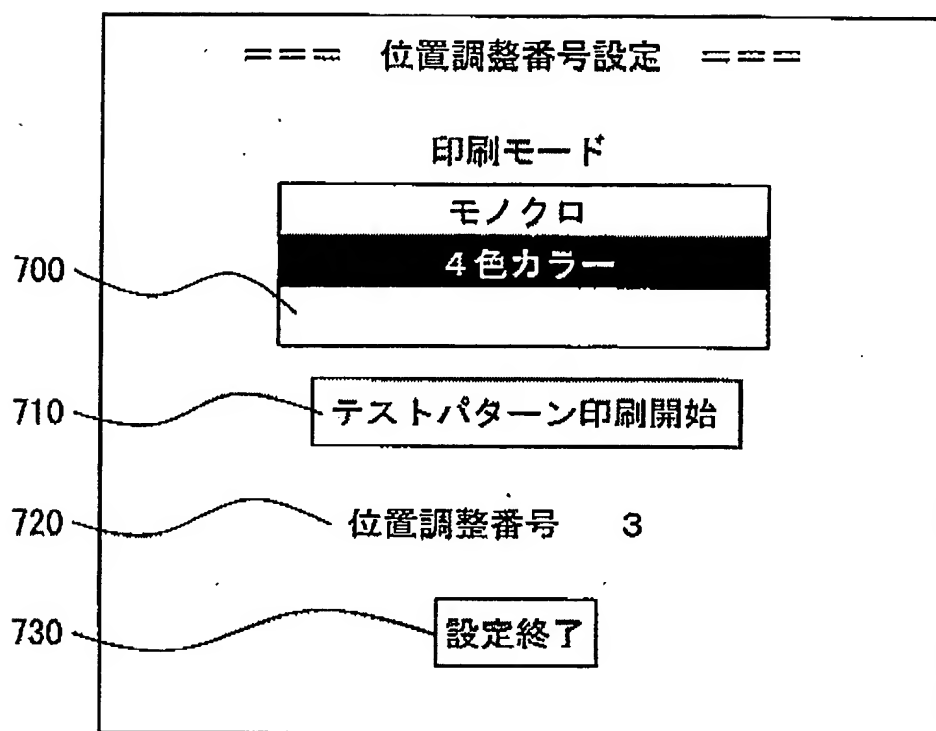 === 位置調整番号設定 ===
印刷モード
モノクロ
4色カラー
700
710 テストパターン印刷開始
720 位置調整番号 3
730 設定終了